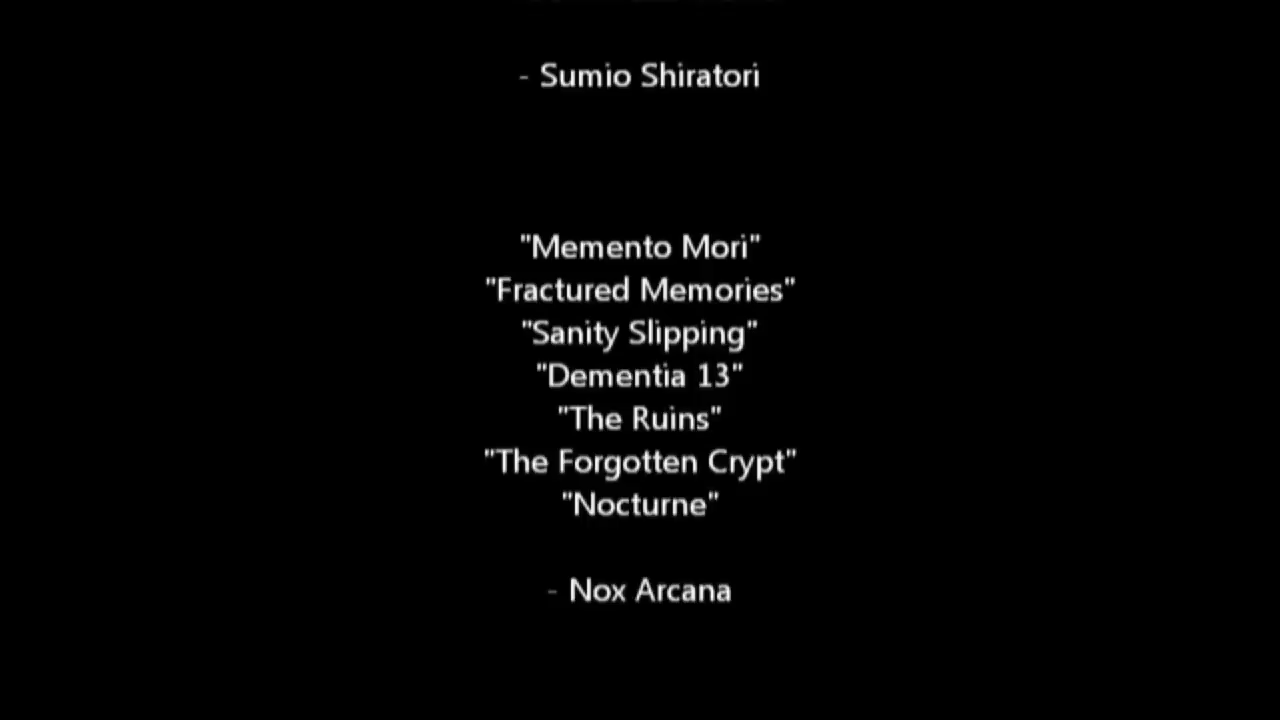 - Sumio Shiratori
"Memento Mori"
"Fractured Memories"
"Sanity Slipping"
"Dementia 13"
"The Ruins"
"The Forgotten Crypt"
"Nocturne"
- Nox Arcana